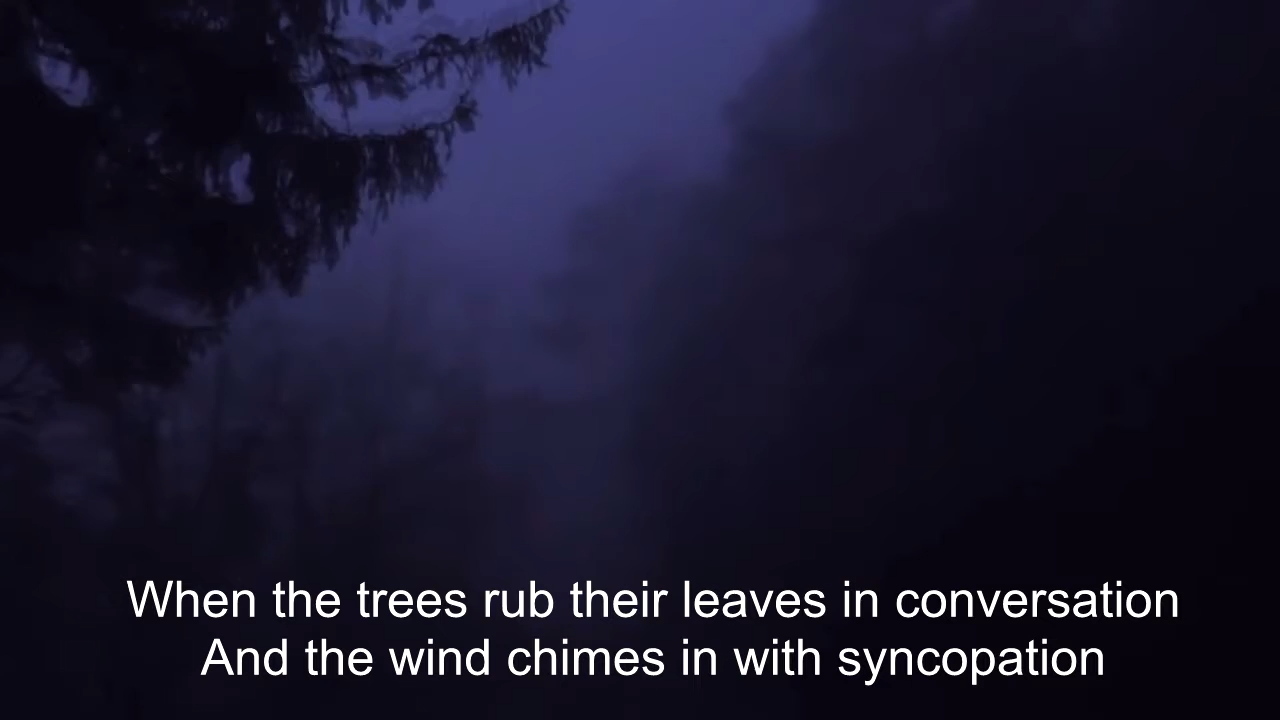 When the trees rub their leaves in conversation
And the wind chimes in with syncopation